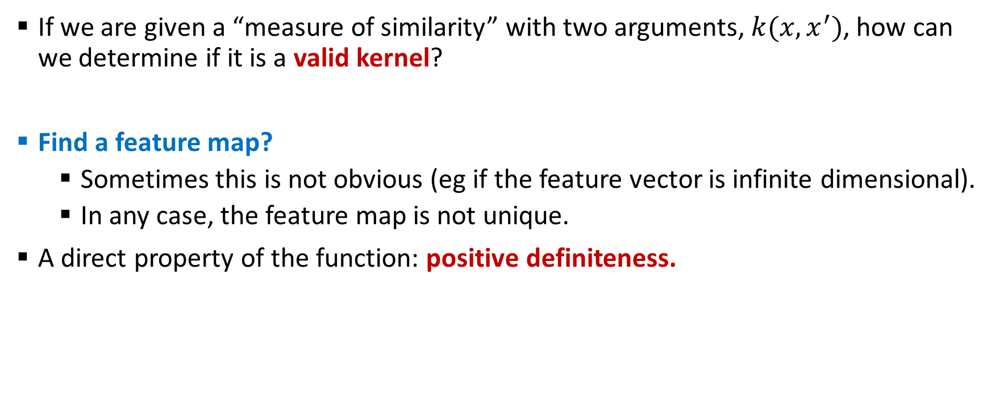 ▪ If we are given a “measure of similarity” with two arguments, k(x, x′), how can
we determine if it is a valid kernel?
▪ Find a feature map?
▪ Sometimes this is not obvious (eg if the feature vector is infinite dimensional).
▪ In any case, the feature map is not unique.
▪ A direct property of the function: positive definiteness.